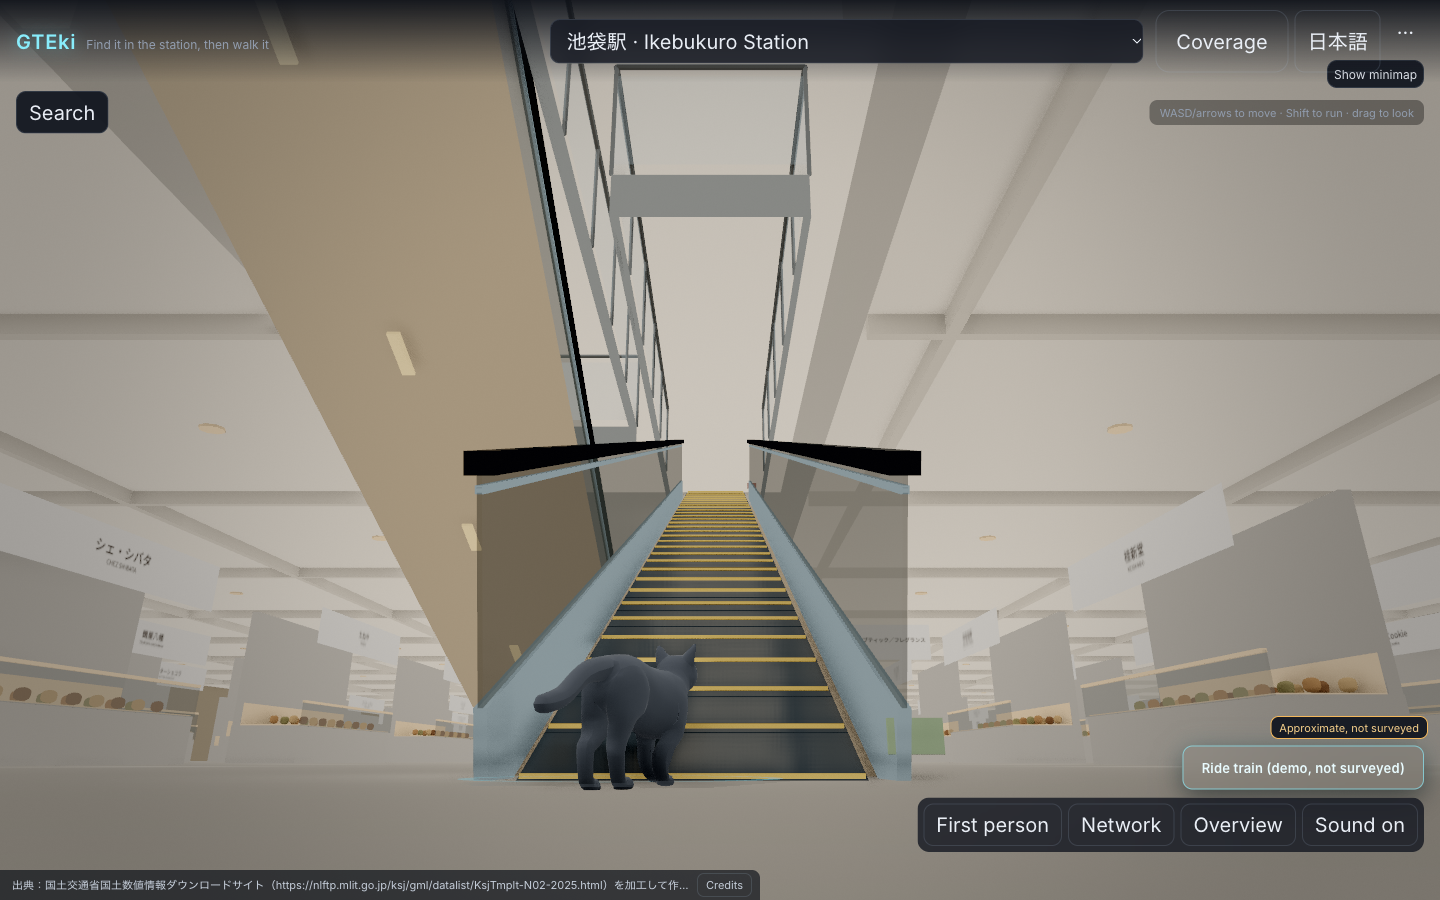 GTEki Find it in the station, then walk it
池袋駅 · Ikebukuro Station
Coverage
日本語
...
Show minimap
Search
WASD/arrows to move · Shift to run · drag to look
シェ・シバタ
CHEZ SHIBATA
Cookie
Approximate, not surveyed
Ride train (demo, not surveyed)
First person
Network
Overview
Sound on
出典：国土交通省国土数値情報ダウンロードサイト（https://nlftp.mlit.go.jp/ksj/gml/datalist/KsjTmplt-N02-2025.html）を加工して作...
Credits